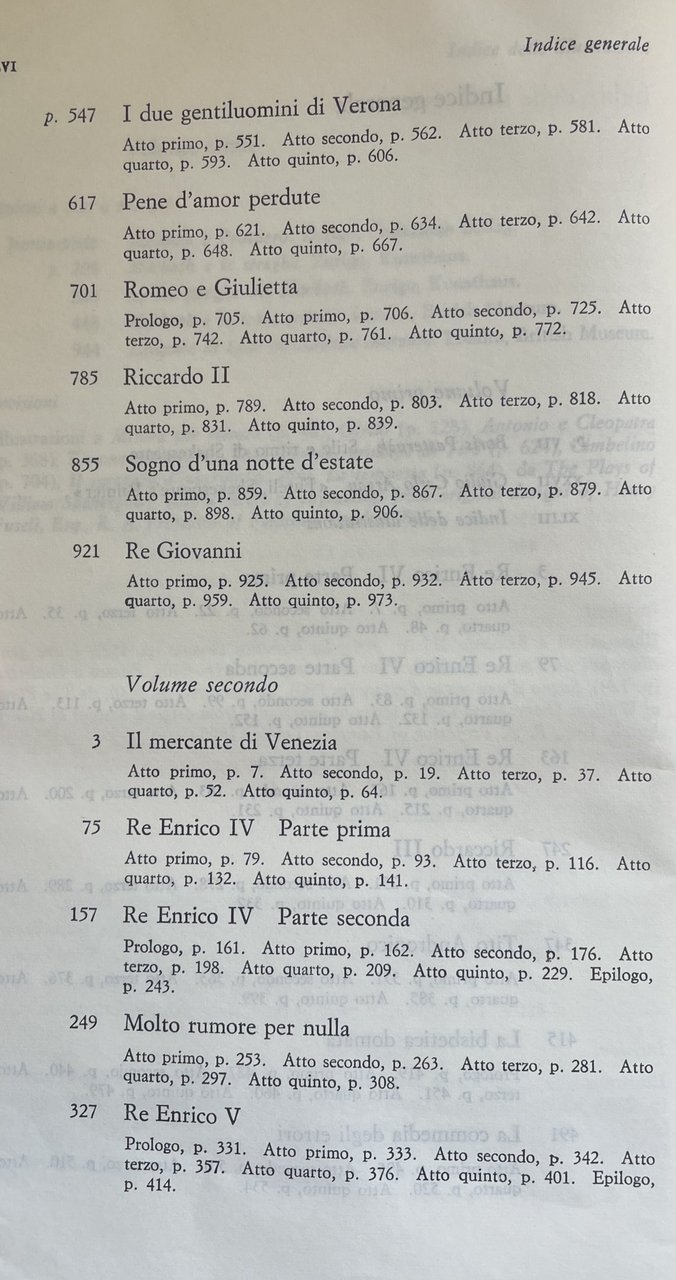 Indice generale
VI
p. 547 I due gentiluomini di Verona
Atto primo, p. 551. Atto secondo, p. 562. Atto terzo, p. 581. Atto
quarto, p. 593. Atto quinto, p. 606.
617 Pene d'amor perdute
Atto primo, p. 621. Atto secondo, p. 634. Atto terzo, p. 642. Atto
quarto, p. 648. Atto quinto, p. 667.
701 Romeo e Giulietta
Prologo, p. 705. Atto primo, p. 706. Atto secondo, p. 725. Atto
terzo, p. 742. Atto quarto, p. 761. Atto quinto, p. 772.
785 Riccardo II
Atto primo, p. 789. Atto secondo, p. 803. Atto terzo, p. 818. Atto
quarto, p. 831. Atto quinto, p. 839.
855 Sogno d'una notte d'estate
Atto primo, p. 859. Atto secondo, p. 867. Atto terzo, p. 879. Atto
quarto, p. 898. Atto quinto, p. 906.
921 Re Giovanni
Atto primo, p. 925. Atto secondo, p. 932. Atto terzo, p. 945. Atto
quarto, p. 959. Atto quinto, p. 973.
Volume secondo
3 Il mercante di Venezia
Atto primo, p. 7. Atto secondo, p. 19. Atto terzo, p. 37. Atto
quarto, p. 52. Atto quinto, p. 64.
75 Re Enrico IV Parte prima
Atto primo, p. 79. Atto secondo, p. 93. Atto terzo, p. 116. Atto
quarto, p. 132. Atto quinto, p. 141.
157 Re Enrico IV Parte seconda
Prologo, p. 161. Atto primo, p. 162. Atto secondo, p. 176. Atto
terzo, p. 198. Atto quarto, p. 209. Atto quinto, p. 229. Epilogo,
p. 243.
249 Molto rumore per nulla
Atto primo, p. 253. Atto secondo, p. 263. Atto terzo, p. 281. Atto
quarto, p. 297. Atto quinto, p. 308.
327 Re Enrico V
Prologo, p. 331. Atto primo, p. 333. Atto secondo, p. 342. Atto
terzo, p. 357. Atto quarto, p. 376. Atto quinto, p. 401. Epilogo,
p. 414.